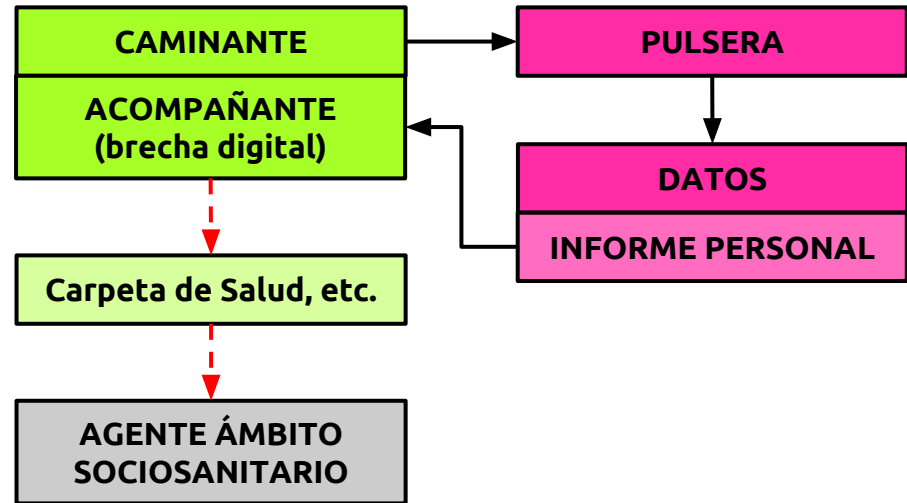 CAMINANTE
PULSERA
ACOMPAÑANTE
(brecha digital)
DATOS
INFORME PERSONAL
Carpeta de Salud, etc.
AGENTE ÁMBITO
SOCIOSANITARIO